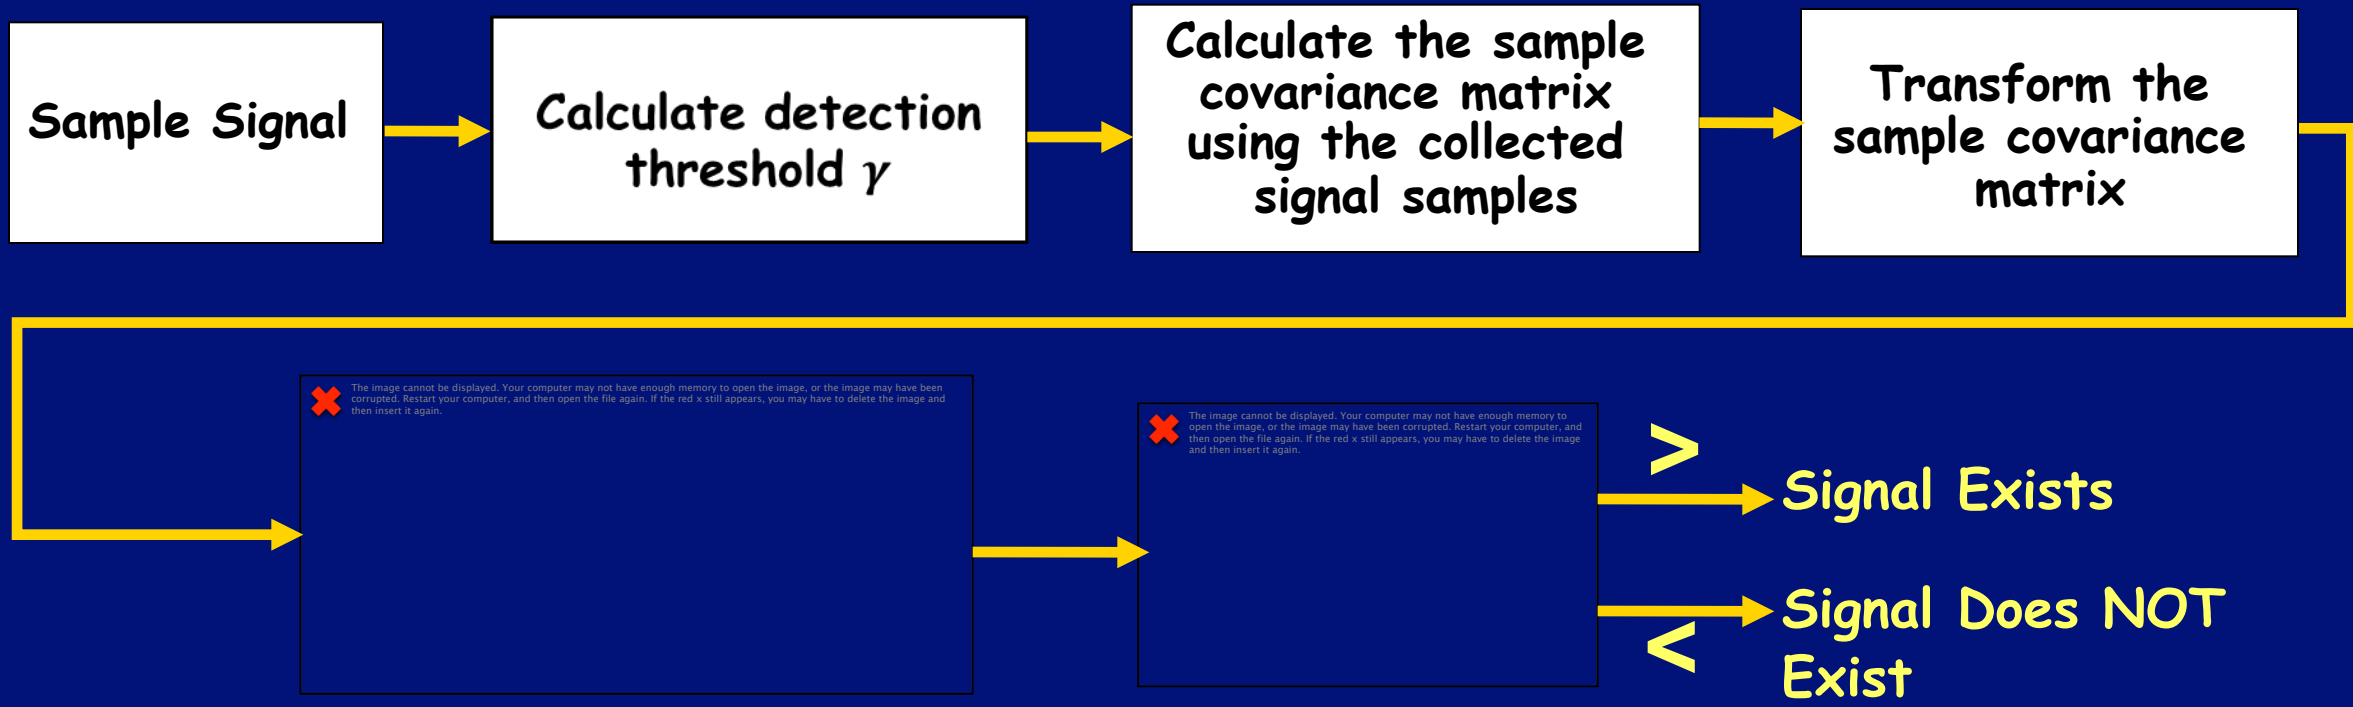 Sample Signal
Calculate detection
threshold γ
Calculate the sample
covariance matrix
using the collected
signal samples
Transform the
sample covariance
matrix
The image cannot be displayed. Your computer may not have enough memory to open the image, or the image may have been
corrupted. Restart your computer, and then open the file again. If the red x still appears, you may have to delete the image and
then insert it again.
The image cannot be displayed. Your computer may not have enough memory to
open the image, or the image may have been corrupted. Restart your computer, and
then open the file again. If the red x still appears, you may have to delete the image
and then insert it again.
>
Signal Exists
Signal Does NOT
Exist
<